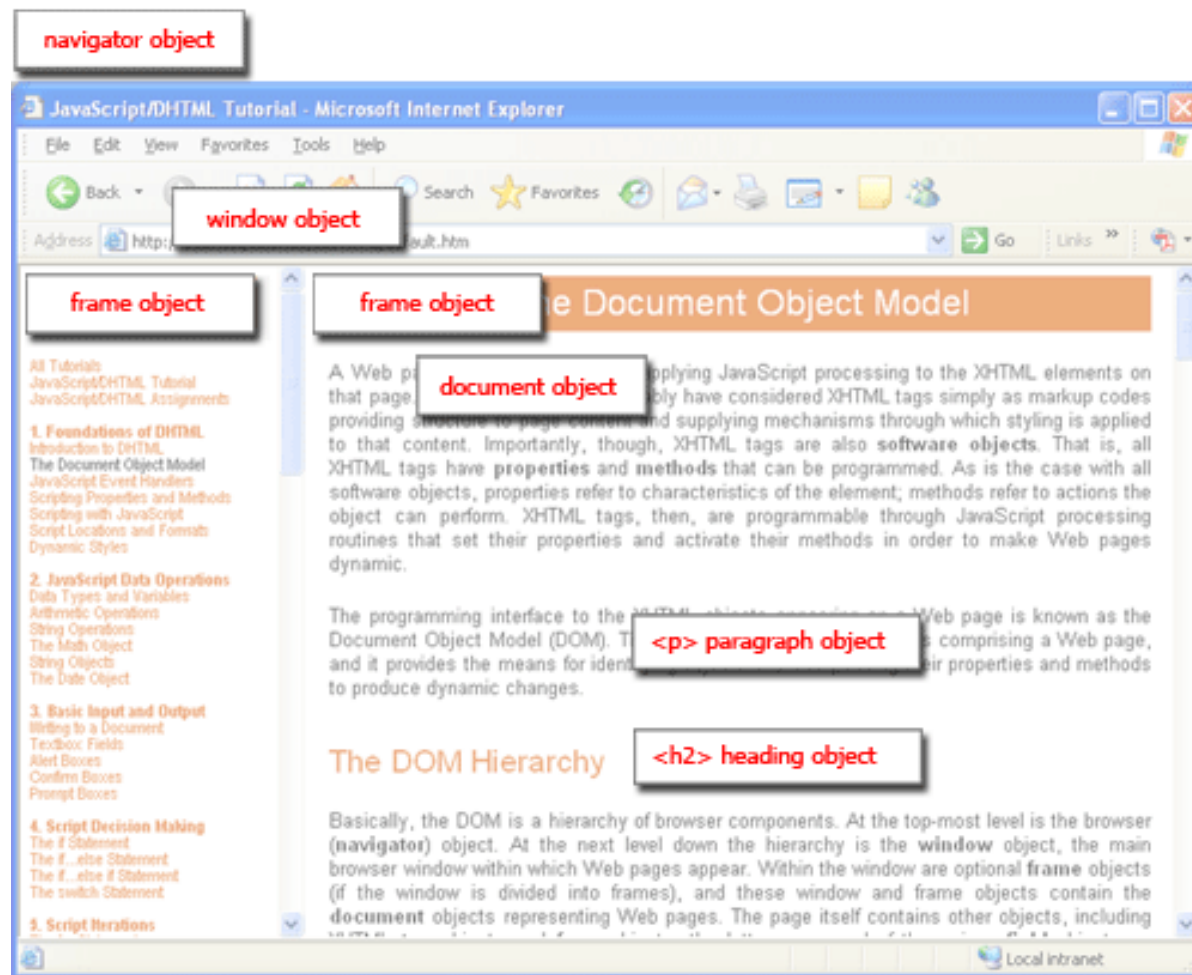 navigator object
JavaScript/DHTML Tutorial - Microsoft Internet Explorer
File Edit View Favorites Tools Help
Back Search Favorites
window object
Address http:/ ault.htm Go Links »
frame object
All Tutorials
JavaScript/DHTML Tutorial
JavaScript/DHTML Assignments
1. Foundations of DHTML
Introduction to DHTML
The Document Object Model
JavaScript Event Handlers
Scripting Properties and Methods
Scripting with JavaScript
Script Locations and Formats
Dynamic Styles
2. JavaScript Data Operations
Data Types and Variables
Arithmetic Operations
String Operations
The Math Object
String Objects
The Date Object
3. Basic Input and Output
Writing to a Document
Textbox Fields
Alert Boxes
Confirm Boxes
Prompt Boxes
4. Script Decision Making
The if Statement
The if...else Statement
The if...else if Statement
The switch Statement
5. Script Iterations
frame object
e Document Object Model
document object
A Web p pplying JavaScript processing to the XHTML elements on
that page. bly have considered XHTML tags simply as markup codes
providing structure to page content and supplying mechanisms through which styling is applied
to that content. Importantly, though, XHTML tags are also software objects. That is, all
XHTML tags have properties and methods that can be programmed. As is the case with all
software objects, properties refer to characteristics of the element; methods refer to actions the
object can perform. XHTML tags, then, are programmable through JavaScript processing
routines that set their properties and activate their methods in order to make Web pages
dynamic.
The programming interface to the XHTML objects appearing on a Web page is known as the
Document Object Model (DOM). T s comprising a Web page,
and it provides the means for ident eir properties and methods
to produce dynamic changes.
<p> paragraph object
The DOM Hierarchy
<h2> heading object
Basically, the DOM is a hierarchy of browser components. At the top-most level is the browser
(navigator) object. At the next level down the hierarchy is the window object, the main
browser window within which Web pages appear. Within the window are optional frame objects
(if the window is divided into frames), and these window and frame objects contain the
document objects representing Web pages. The page itself contains other objects, including
Local intranet